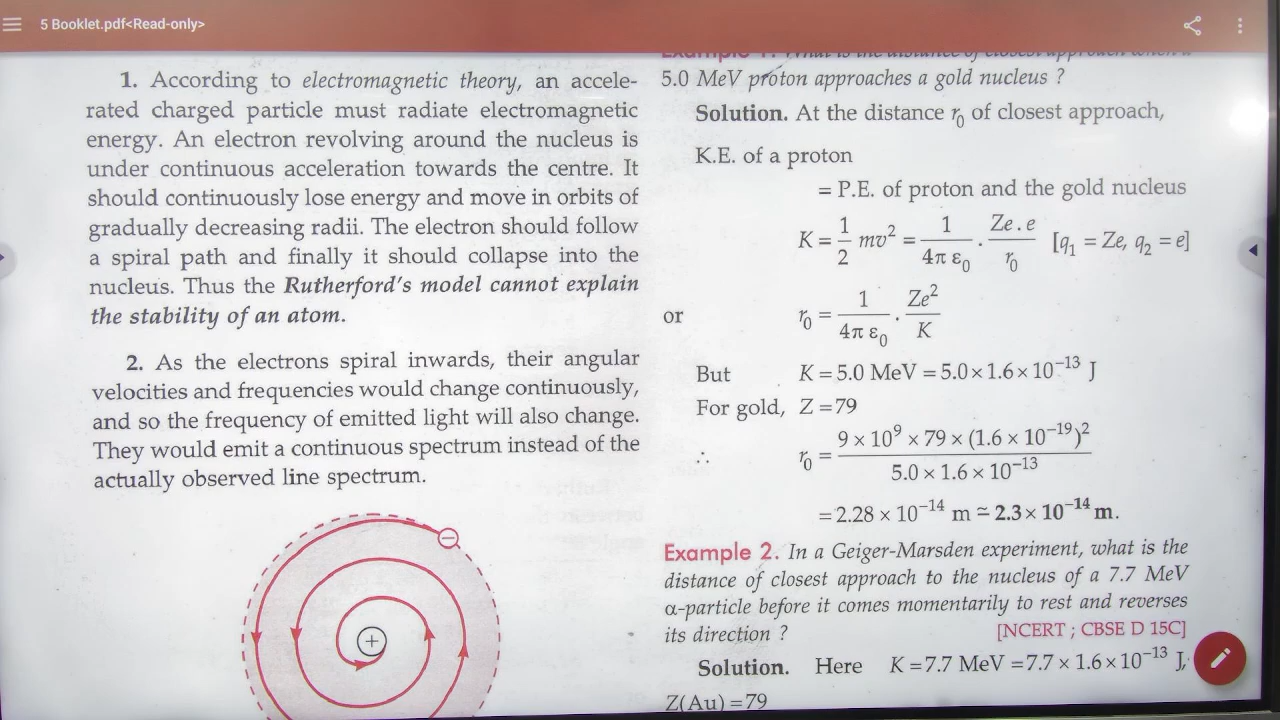 5 Booklet.pdf<Read-only>
1. According to electromagnetic theory, an accele-
rated charged particle must radiate electromagnetic
energy. An electron revolving around the nucleus is
under continuous acceleration towards the centre. It
should continuously lose energy and move in orbits of
gradually decreasing radii. The electron should follow
a spiral path and finally it should collapse into the
nucleus. Thus the Rutherford's model cannot explain
the stability of an atom.
2. As the electrons spiral inwards, their angular
velocities and frequencies would change continuously,
and so the frequency of emitted light will also change.
They would emit a continuous spectrum instead of the
actually observed line spectrum.
−
+
Example 1. What is the distance of closest approach when a
5.0 MeV proton approaches a gold nucleus ?
Solution. At the distance r₀ of closest approach,
K.E. of a proton
= P.E. of proton and the gold nucleus
K = 1/2 mv² = 1/4π ε₀ · Ze . e/r₀ [q₁ = Ze, q₂ = e]
or r₀ = 1/4π ε₀ · Ze²/K
But K = 5.0 MeV = 5.0 × 1.6 × 10⁻¹³ J
For gold, Z = 79
∴ r₀ = 9 × 10⁹ × 79 × (1.6 × 10⁻¹⁹)²/5.0 × 1.6 × 10⁻¹³
= 2.28 × 10⁻¹⁴ m ≃ 2.3 × 10⁻¹⁴ m.
Example 2. In a Geiger-Marsden experiment, what is the
distance of closest approach to the nucleus of a 7.7 MeV
α-particle before it comes momentarily to rest and reverses
its direction ? [NCERT ; CBSE D 15C]
Solution. Here K = 7.7 MeV = 7.7 × 1.6 × 10⁻¹³ J,
Z(Au) = 79